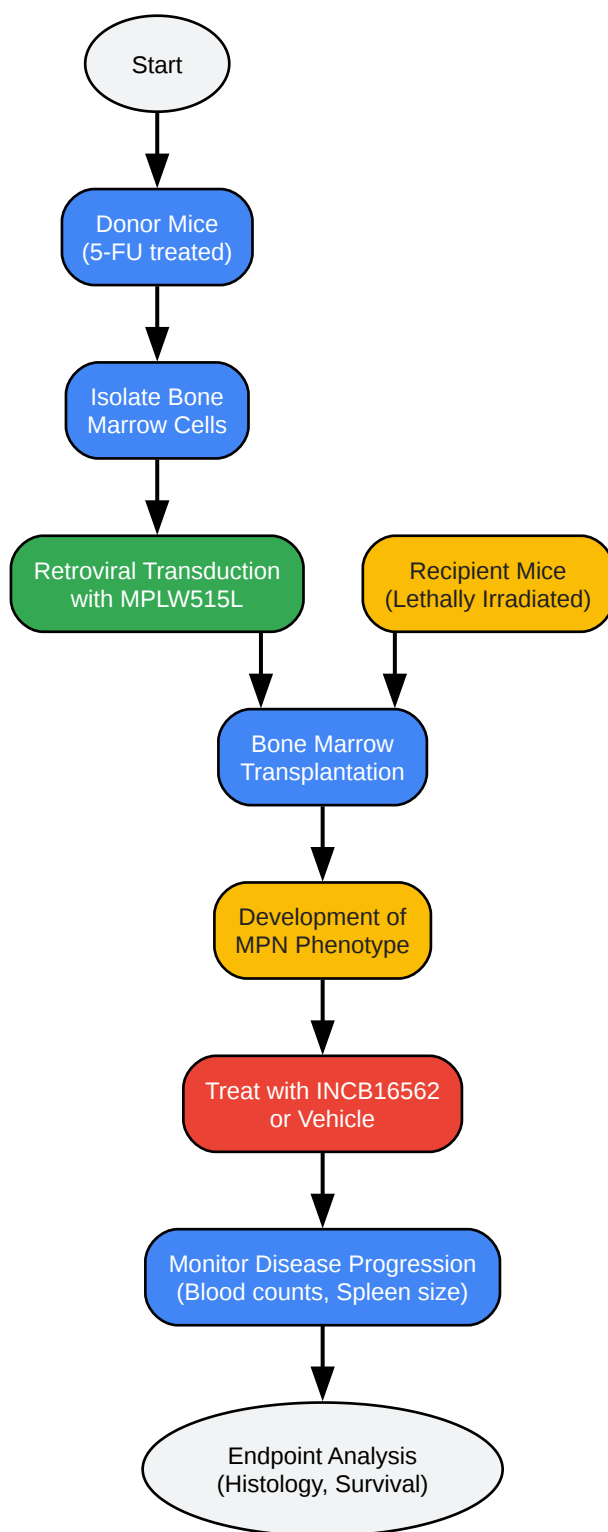 Start
Donor Mice
(5-FU treated)
Isolate Bone
Marrow Cells
Retroviral Transduction
with MPLW515L
Recipient Mice
(Lethally Irradiated)
Bone Marrow
Transplantation
Development of
MPN Phenotype
Treat with INCB16562
or Vehicle
Monitor Disease Progression
(Blood counts, Spleen size)
Endpoint Analysis
(Histology, Survival)